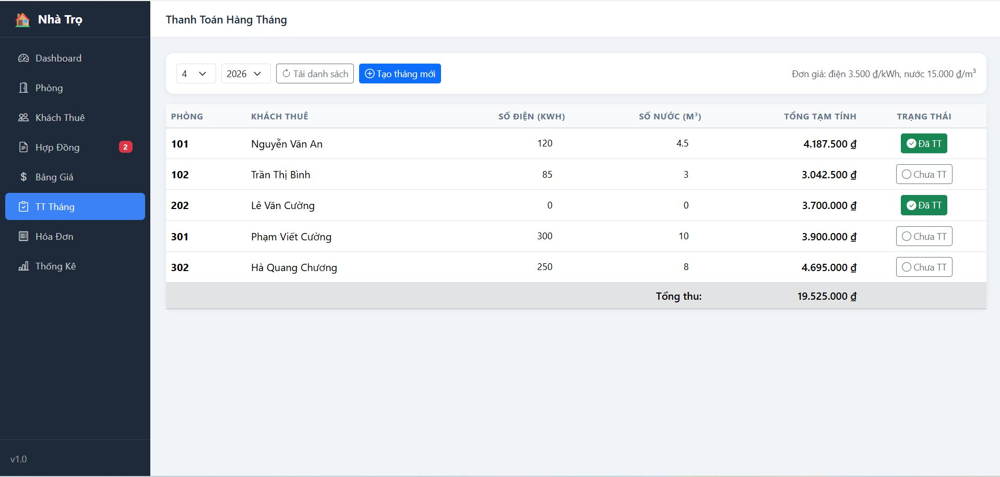 Nhà Trọ
Thanh Toán Hàng Tháng
Dashboard
Phòng
Khách Thuê
Hợp Đồng 2
Bảng Giá
TT Tháng
Hóa Đơn
Thống Kê
v1.0
4 2026 Tải danh sách Tạo tháng mới Đơn giá: điện 3.500 ₫/kWh, nước 15.000 ₫/m³
PHÒNG KHÁCH THUÊ SỐ ĐIỆN (KWH) SỐ NƯỚC (M³) TỔNG TẠM TÍNH TRẠNG THÁI
101 Nguyễn Văn An 120 4.5 4.187.500 ₫ Đã TT
102 Trần Thị Bình 85 3 3.042.500 ₫ Chưa TT
202 Lê Văn Cường 0 0 3.700.000 ₫ Đã TT
301 Phạm Viết Cường 300 10 3.900.000 ₫ Chưa TT
302 Hà Quang Chương 250 8 4.695.000 ₫ Chưa TT
Tổng thu: 19.525.000 ₫